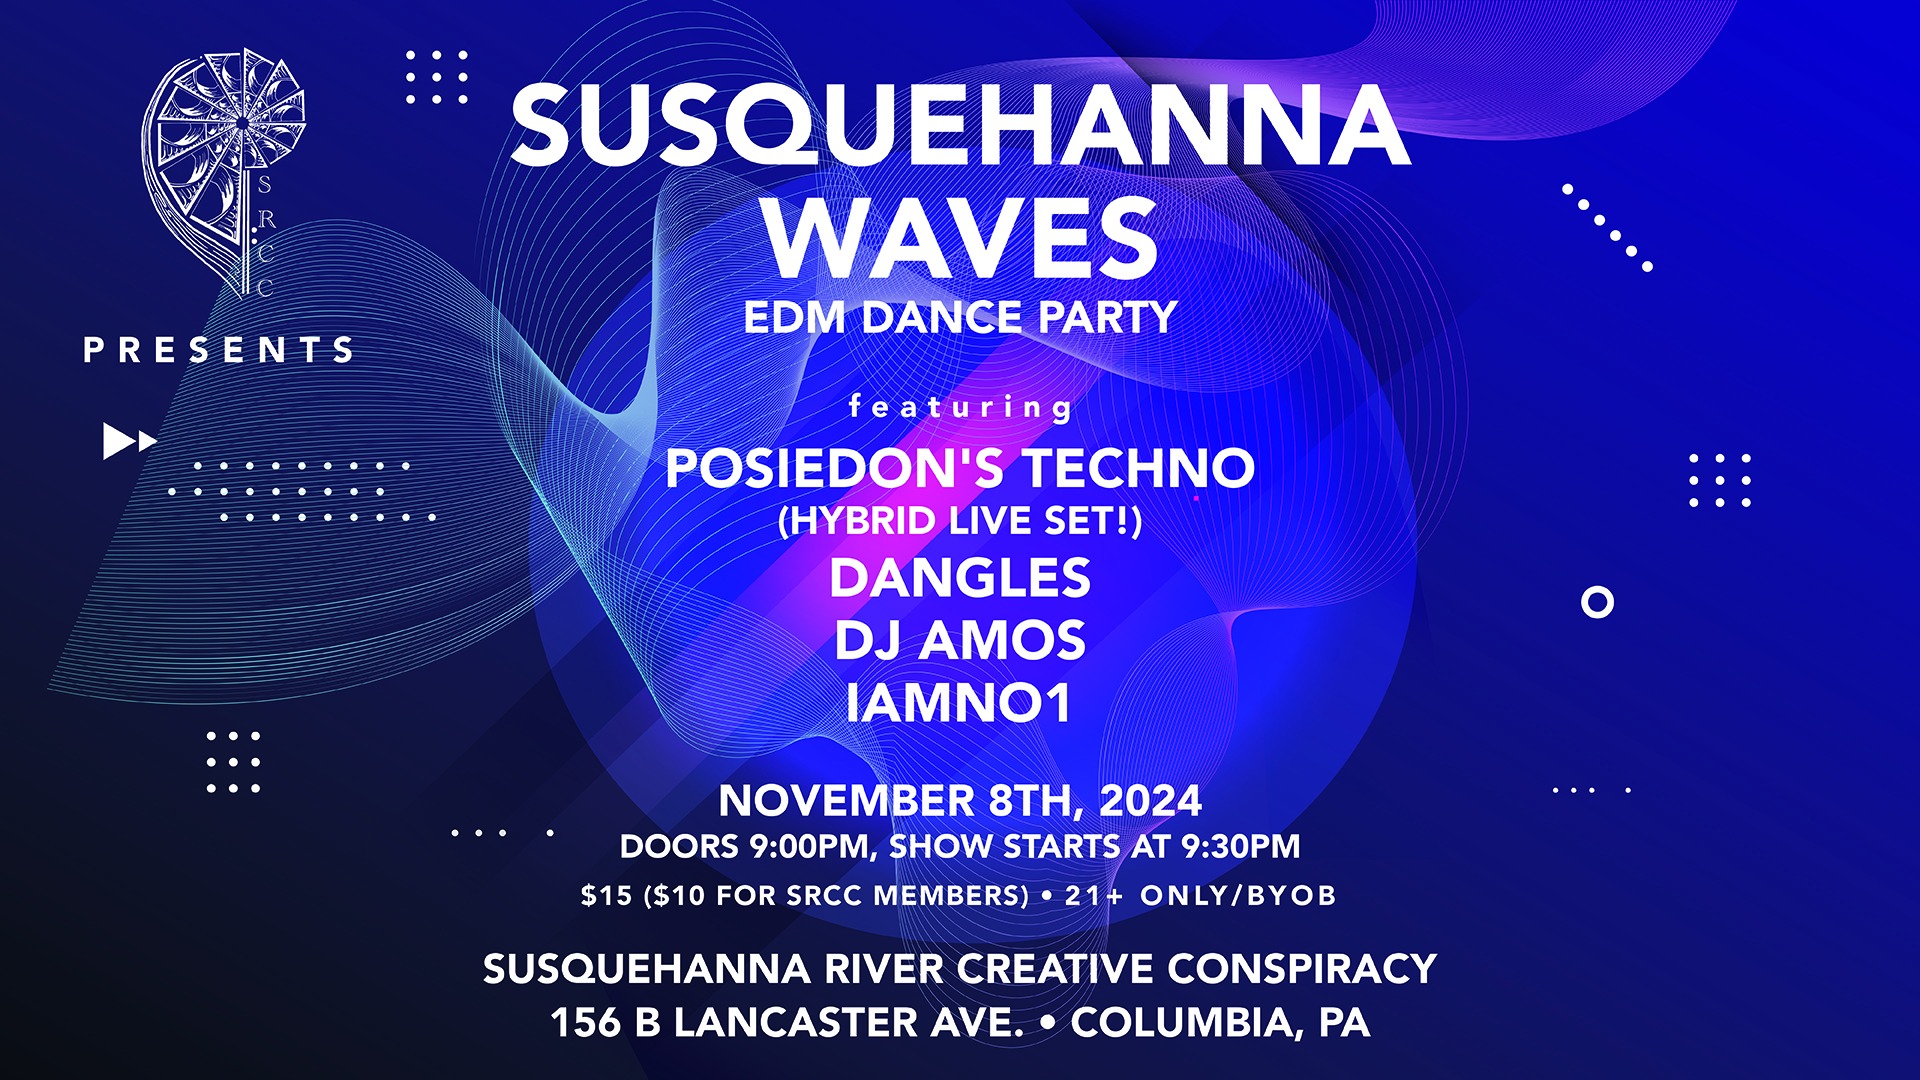 S
R
C
C
PRESENTS
SUSQUEHANNA
WAVES
EDM DANCE PARTY
featuring
POSIEDON'S TECHNO
(HYBRID LIVE SET!)
DANGLES
DJ AMOS
IAMNO1
NOVEMBER 8TH, 2024
DOORS 9:00PM, SHOW STARTS AT 9:30PM
$15 ($10 FOR SRCC MEMBERS) • 21+ ONLY/BYOB
SUSQUEHANNA RIVER CREATIVE CONSPIRACY
156 B LANCASTER AVE. • COLUMBIA, PA